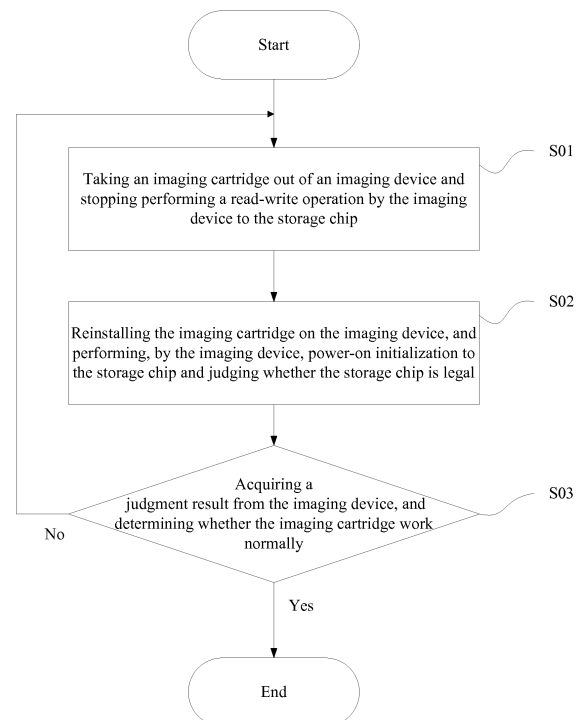 Start
Taking an imaging cartridge out of an imaging device and
stopping performing a read-write operation by the imaging
device to the storage chip
S01
Reinstalling the imaging cartridge on the imaging device, and
performing, by the imaging device, power-on initialization to
the storage chip and judging whether the storage chip is legal
S02
Acquiring a
judgment result from the imaging device, and
determining whether the imaging cartridge work
normally
S03
No
Yes
End